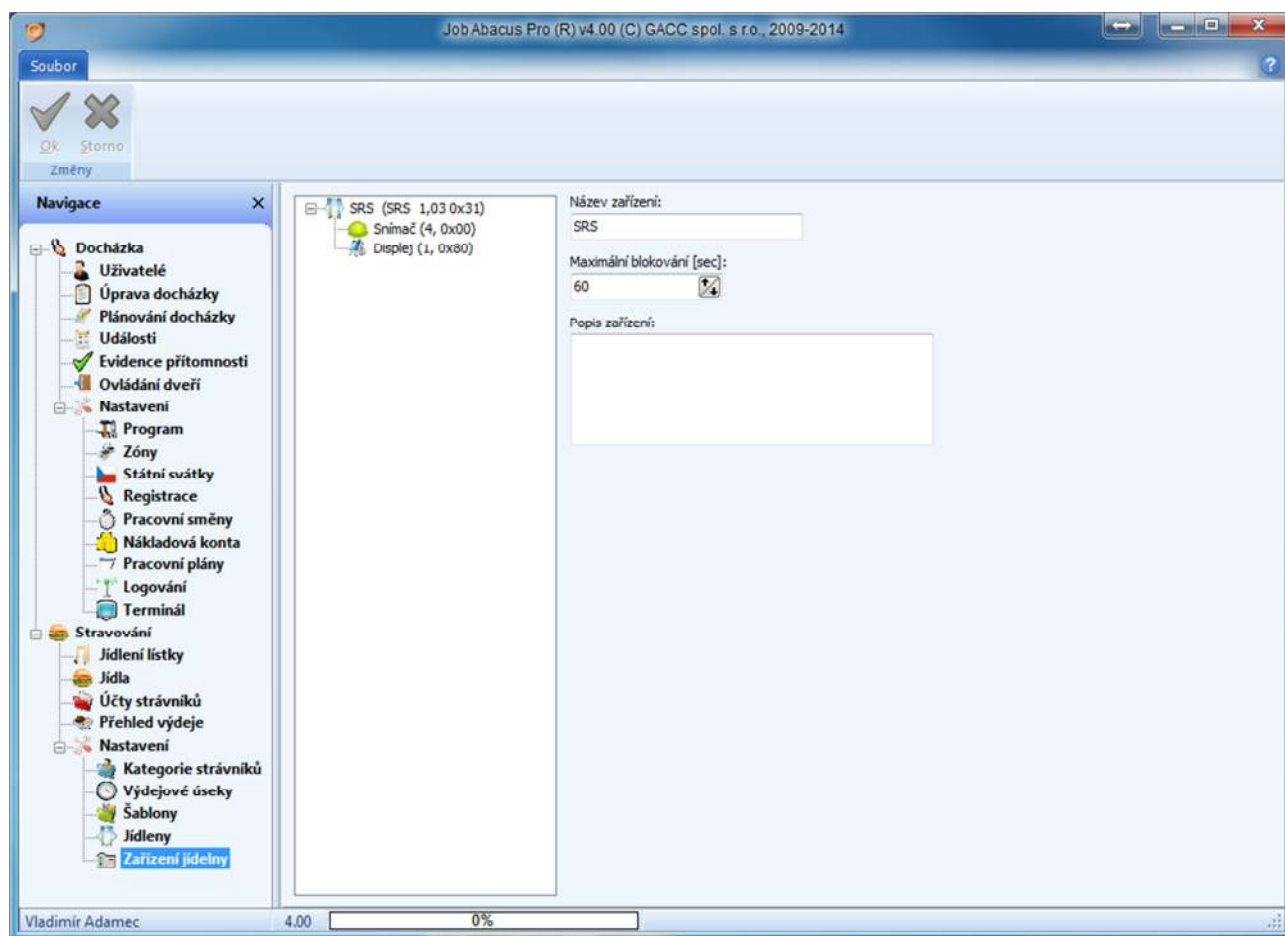 Job Abacus Pro (R) v4.00 (C) GACC spol. s r.o., 2009-2014
Soubor
Ok Storno
Změny
Navigace
Docházka
Uživatelé
Úprava docházky
Plánování docházky
Události
Evidence přítomnosti
Ovládání dveří
Nastavení
Program
Zóny
Státní svátky
Registrace
Pracovní směny
Nákladová konta
Pracovní plány
Logování
Terminál
Stravování
Jídlení lístky
Jídla
Účty strávníků
Přehled výdeje
Nastavení
Kategorie strávníků
Výdejové úseky
Šablony
Jídleny
Zařízení jídelny
SRS (SRS 1,03 0x31)
Snímač (4, 0x00)
Displej (1, 0x80)
Název zařízení:
SRS
Maximální blokování [sec]:
60
Popis zařízení:
Vladimír Adamec 4.00 0%